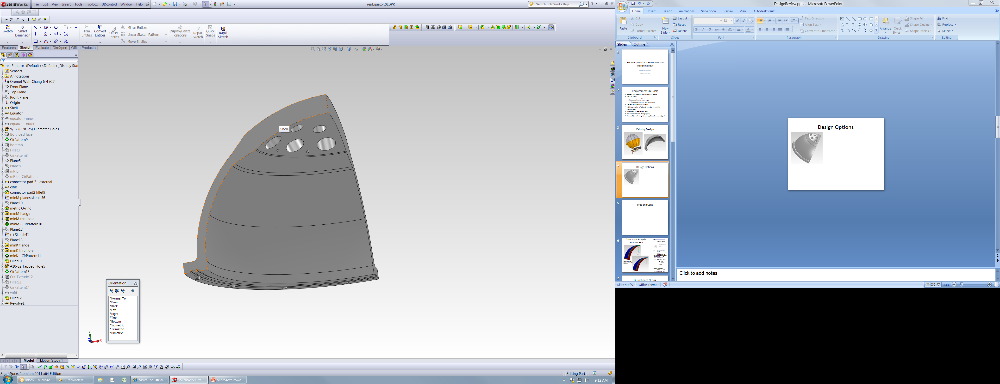 SolidWorks
File Edit View Insert Tools Toolbox 3Dcontrol Window Help
realEquator.SLDPRT
Search SolidWorks Help
Sketch
Smart Dimension
Trim Entities
Convert Entities
Offset Entities
Mirror Entities
Linear Sketch Pattern
Move Entities
Display/Delete Relations
Repair Sketch
Quick Snaps
Rapid Sketch
Features Sketch Evaluate DimXpert Office Products
realEquator (Default<<Default>_Display Stat
Sensors
Annotations
Oremet Wah-Chang 6-4 (C5)
Front Plane
Top Plane
Right Plane
Origin
Shell
Equator
equator - inner
equator - outer
9/32 (0.28125) Diameter Hole1
Bolt load face
CirPattern9
bolt tab
Fillet3
CirPattern8
Plane5
Plane8
mRib
mRib - CirPattern
connector pad 2 - external
cRib
connector pad2 fillet9
minM planes sketch36
Plane10
metric O-ring
minM flange
minM thru hole
minM - CirPattern10
Plane12
(-) Sketch41
Plane13
minK flange
minK thru hole
minK - CirPattern11
Fillet10
#10-32 Tapped Hole5
CirPattern13
Cut-Extrude12
Fillet11
CirPattern14
void
Fillet12
Revolve1
Shell
Orientation
*Normal To
*Front
*Back
*Left
*Right
*Top
*Bottom
*Isometric
*Trimetric
*Dimetric
Y
X
Model Motion Study 1
SolidWorks Premium 2011 x64 Edition
Editing Part
Inbox - Microso...
3 Reminders
Moxa Industrial ...
SolidWorks Pre...
Microsoft Powe...
9:12 AM
DesignReview.pptx - Microsoft PowerPoint
Home Insert Design Animations Slide Show Review View Autodesk Vault
Paste
Cut
Copy
Format Painter
Clipboard
New Slide
Layout
Reset
Delete
Slides
32
Font
Text Direction
Align Text
Convert to SmartArt
Paragraph
Arrange
Quick Styles
Shape Fill
Shape Outline
Shape Effects
Drawing
Find
Replace
Select
Editing
Slides Outline
1
6000m Spherical Ti Pressure Vessel
Design Review
March 2011
2
Requirements & Goals
3
Existing Design
4
Design Options
5
Pros and Cons
6
Structural Analysis
Roark vs FEA
7
Distortion at O-ring
Design Options
Click to add notes
Slide 4 of 9
"Office Theme"
33%